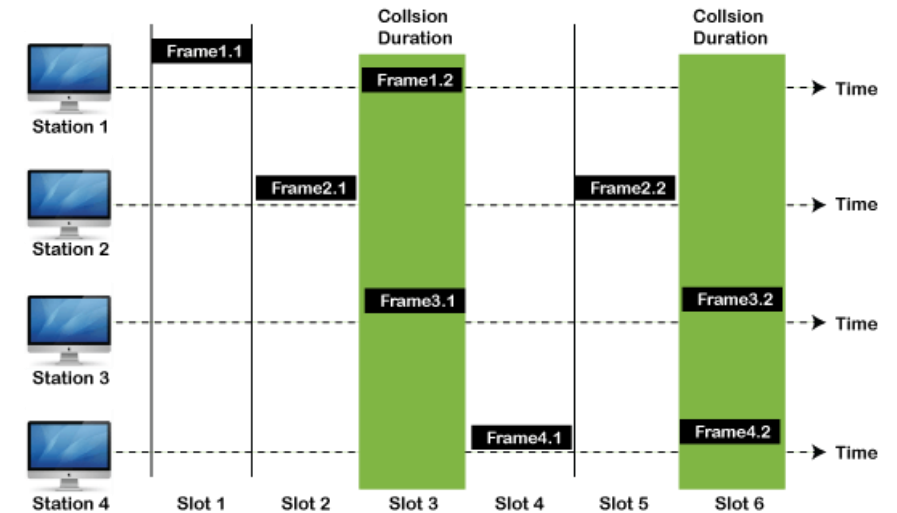 Collsion
Duration
Collsion
Duration
Frame1.1
Frame1.2
Time
Station 1
Frame2.1
Frame2.2
Time
Station 2
Frame3.1
Frame3.2
Time
Station 3
Frame4.1
Frame4.2
Time
Station 4
Slot 1
Slot 2
Slot 3
Slot 4
Slot 5
Slot 6